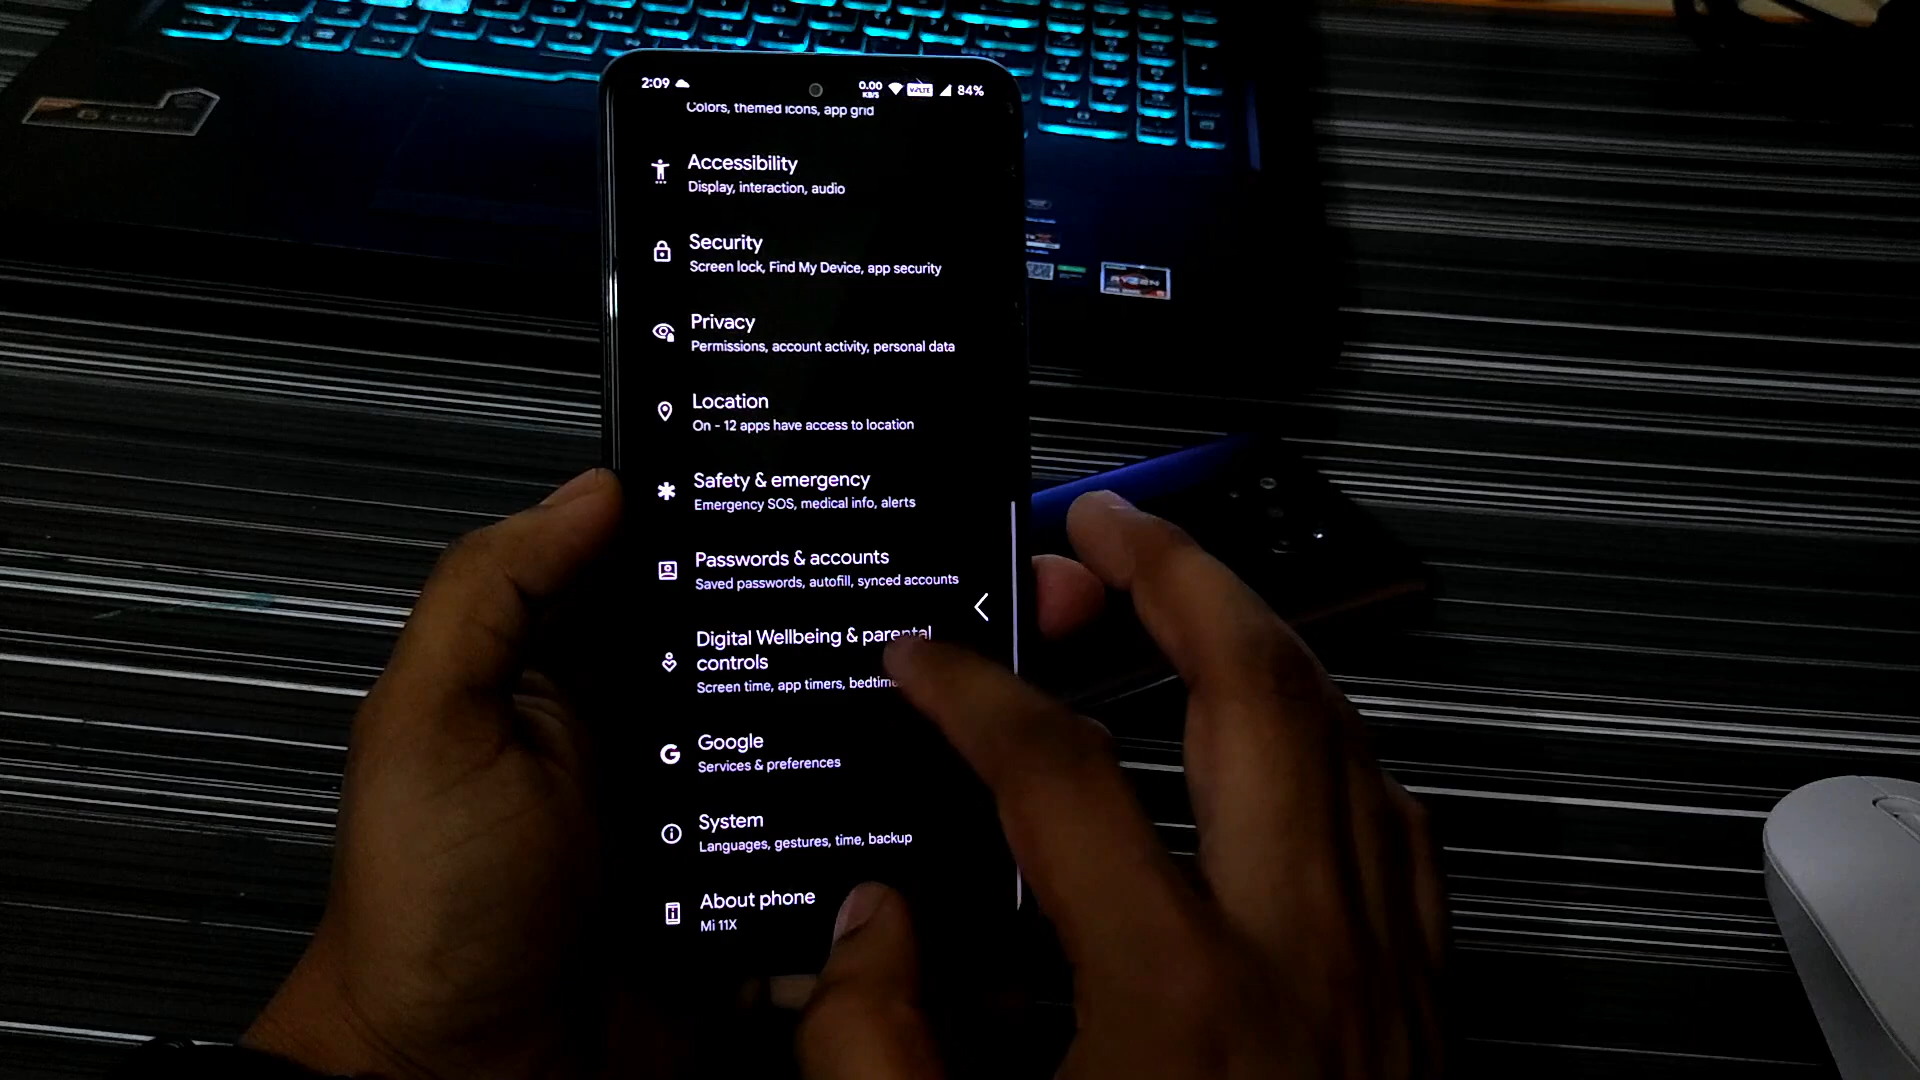 2:09
0.00
KB/S
VoLTE
84%
Colors, themed icons, app grid
Accessibility
Display, interaction, audio
Security
Screen lock, Find My Device, app security
Privacy
Permissions, account activity, personal data
Location
On - 12 apps have access to location
Safety & emergency
Emergency SOS, medical info, alerts
Passwords & accounts
Saved passwords, autofill, synced accounts
Digital Wellbeing & parental
controls
Screen time, app timers, bedtime
Google
Services & preferences
System
Languages, gestures, time, backup
About phone
Mi 11X